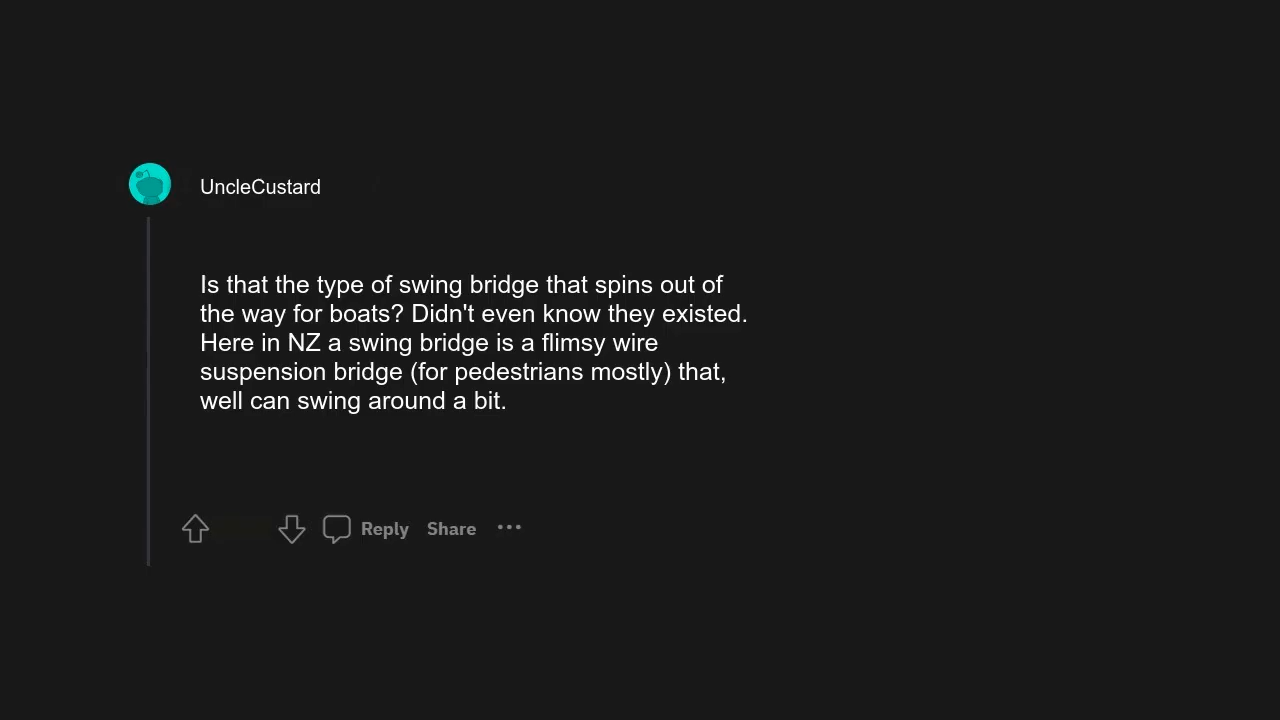 UncleCustard
Is that the type of swing bridge that spins out of
the way for boats? Didn't even know they existed.
Here in NZ a swing bridge is a flimsy wire
suspension bridge (for pedestrians mostly) that,
well can swing around a bit.
Reply Share